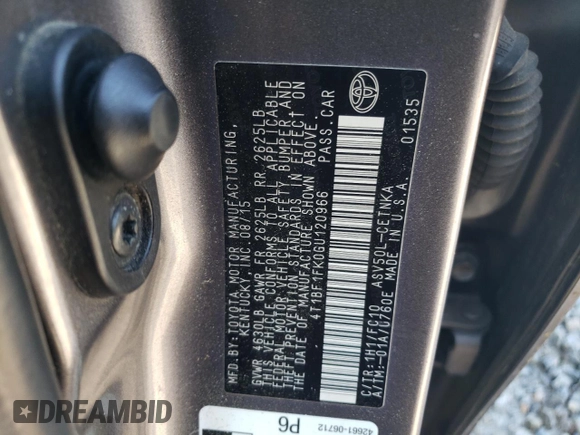 MFD. BY: TOYOTA MOTOR MANUFACTURING,
KENTUCKY, INC. 08/15
GVWR 4630LB GAWR FR 2625LB RR 2625LB
THIS VEHICLE CONFORMS TO ALL APPLICABLE
FEDERAL MOTOR VEHICLE SAFETY, BUMPER, AND
THEFT PREVENTION STANDARDS IN EFFECT ON
THE DATE OF MANUFACTURE SHOWN ABOVE.
4T1BF1FK0GU120966 PASS. CAR
C/TR: 1H1/FC10 ASV50L-CETNKA
A/TM: -01A/U760E MADE IN U.S.A. 01535
42661-06712
P6
DREAMBID